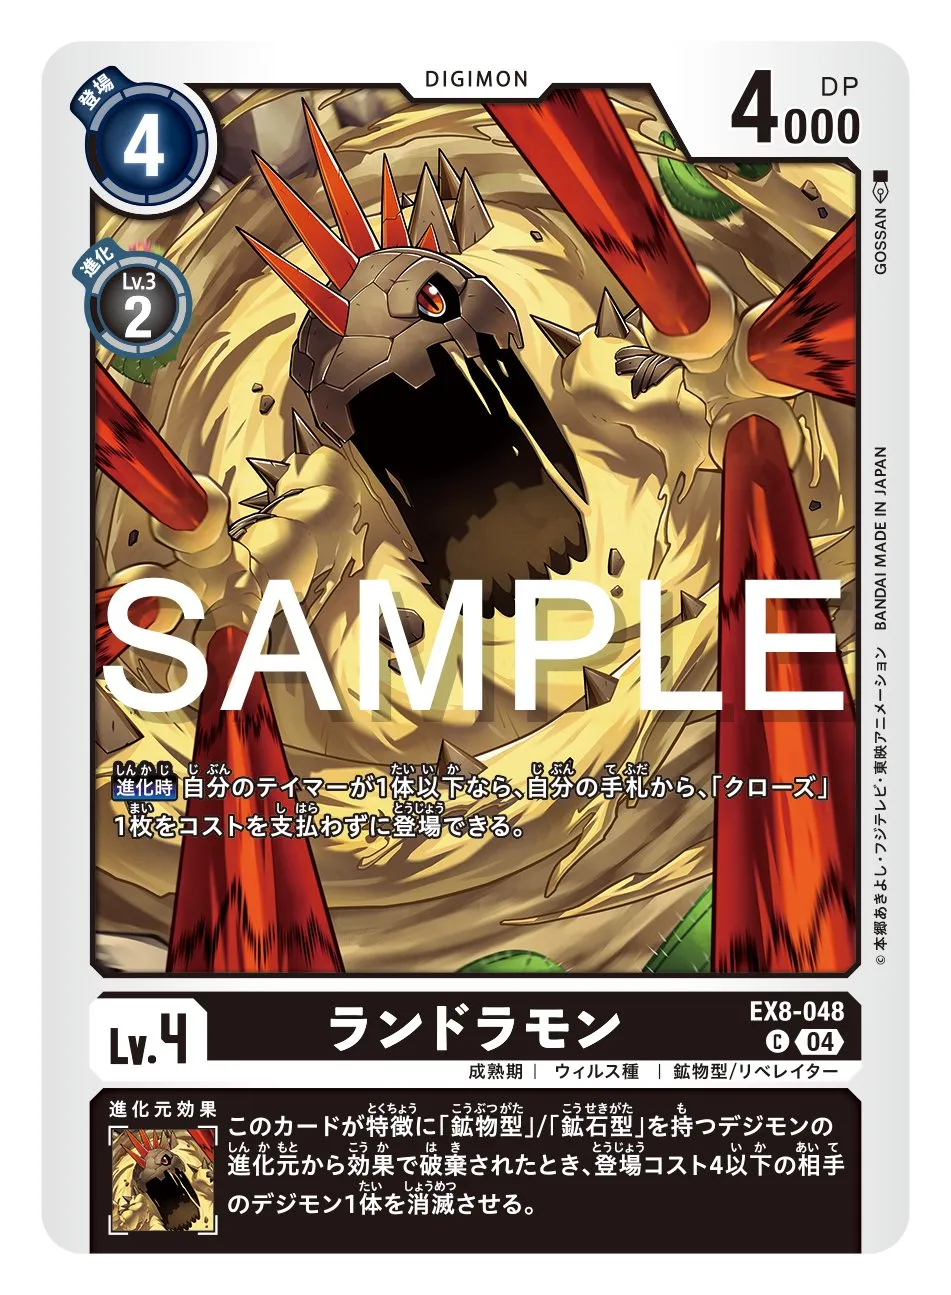 DIGIMON
登場
4
DP
4000
進化
Lv.3
2
GOSSAN
BANDAI MADE IN JAPAN
©本郷あきよし・フジテレビ・東映アニメーション
SAMPLE
進化時 自分のテイマーが1体以下なら、自分の手札から、「クローズ」
1枚をコストを支払わずに登場できる。
Lv.4
ランドラモン
EX8-048
C 04
成熟期 | ウィルス種 | 鉱物型/リベレイター
進化元効果
このカードが特徴に「鉱物型」/「鉱石型」を持つデジモンの
進化元から効果で破棄されたとき、登場コスト4以下の相手
のデジモン1体を消滅させる。